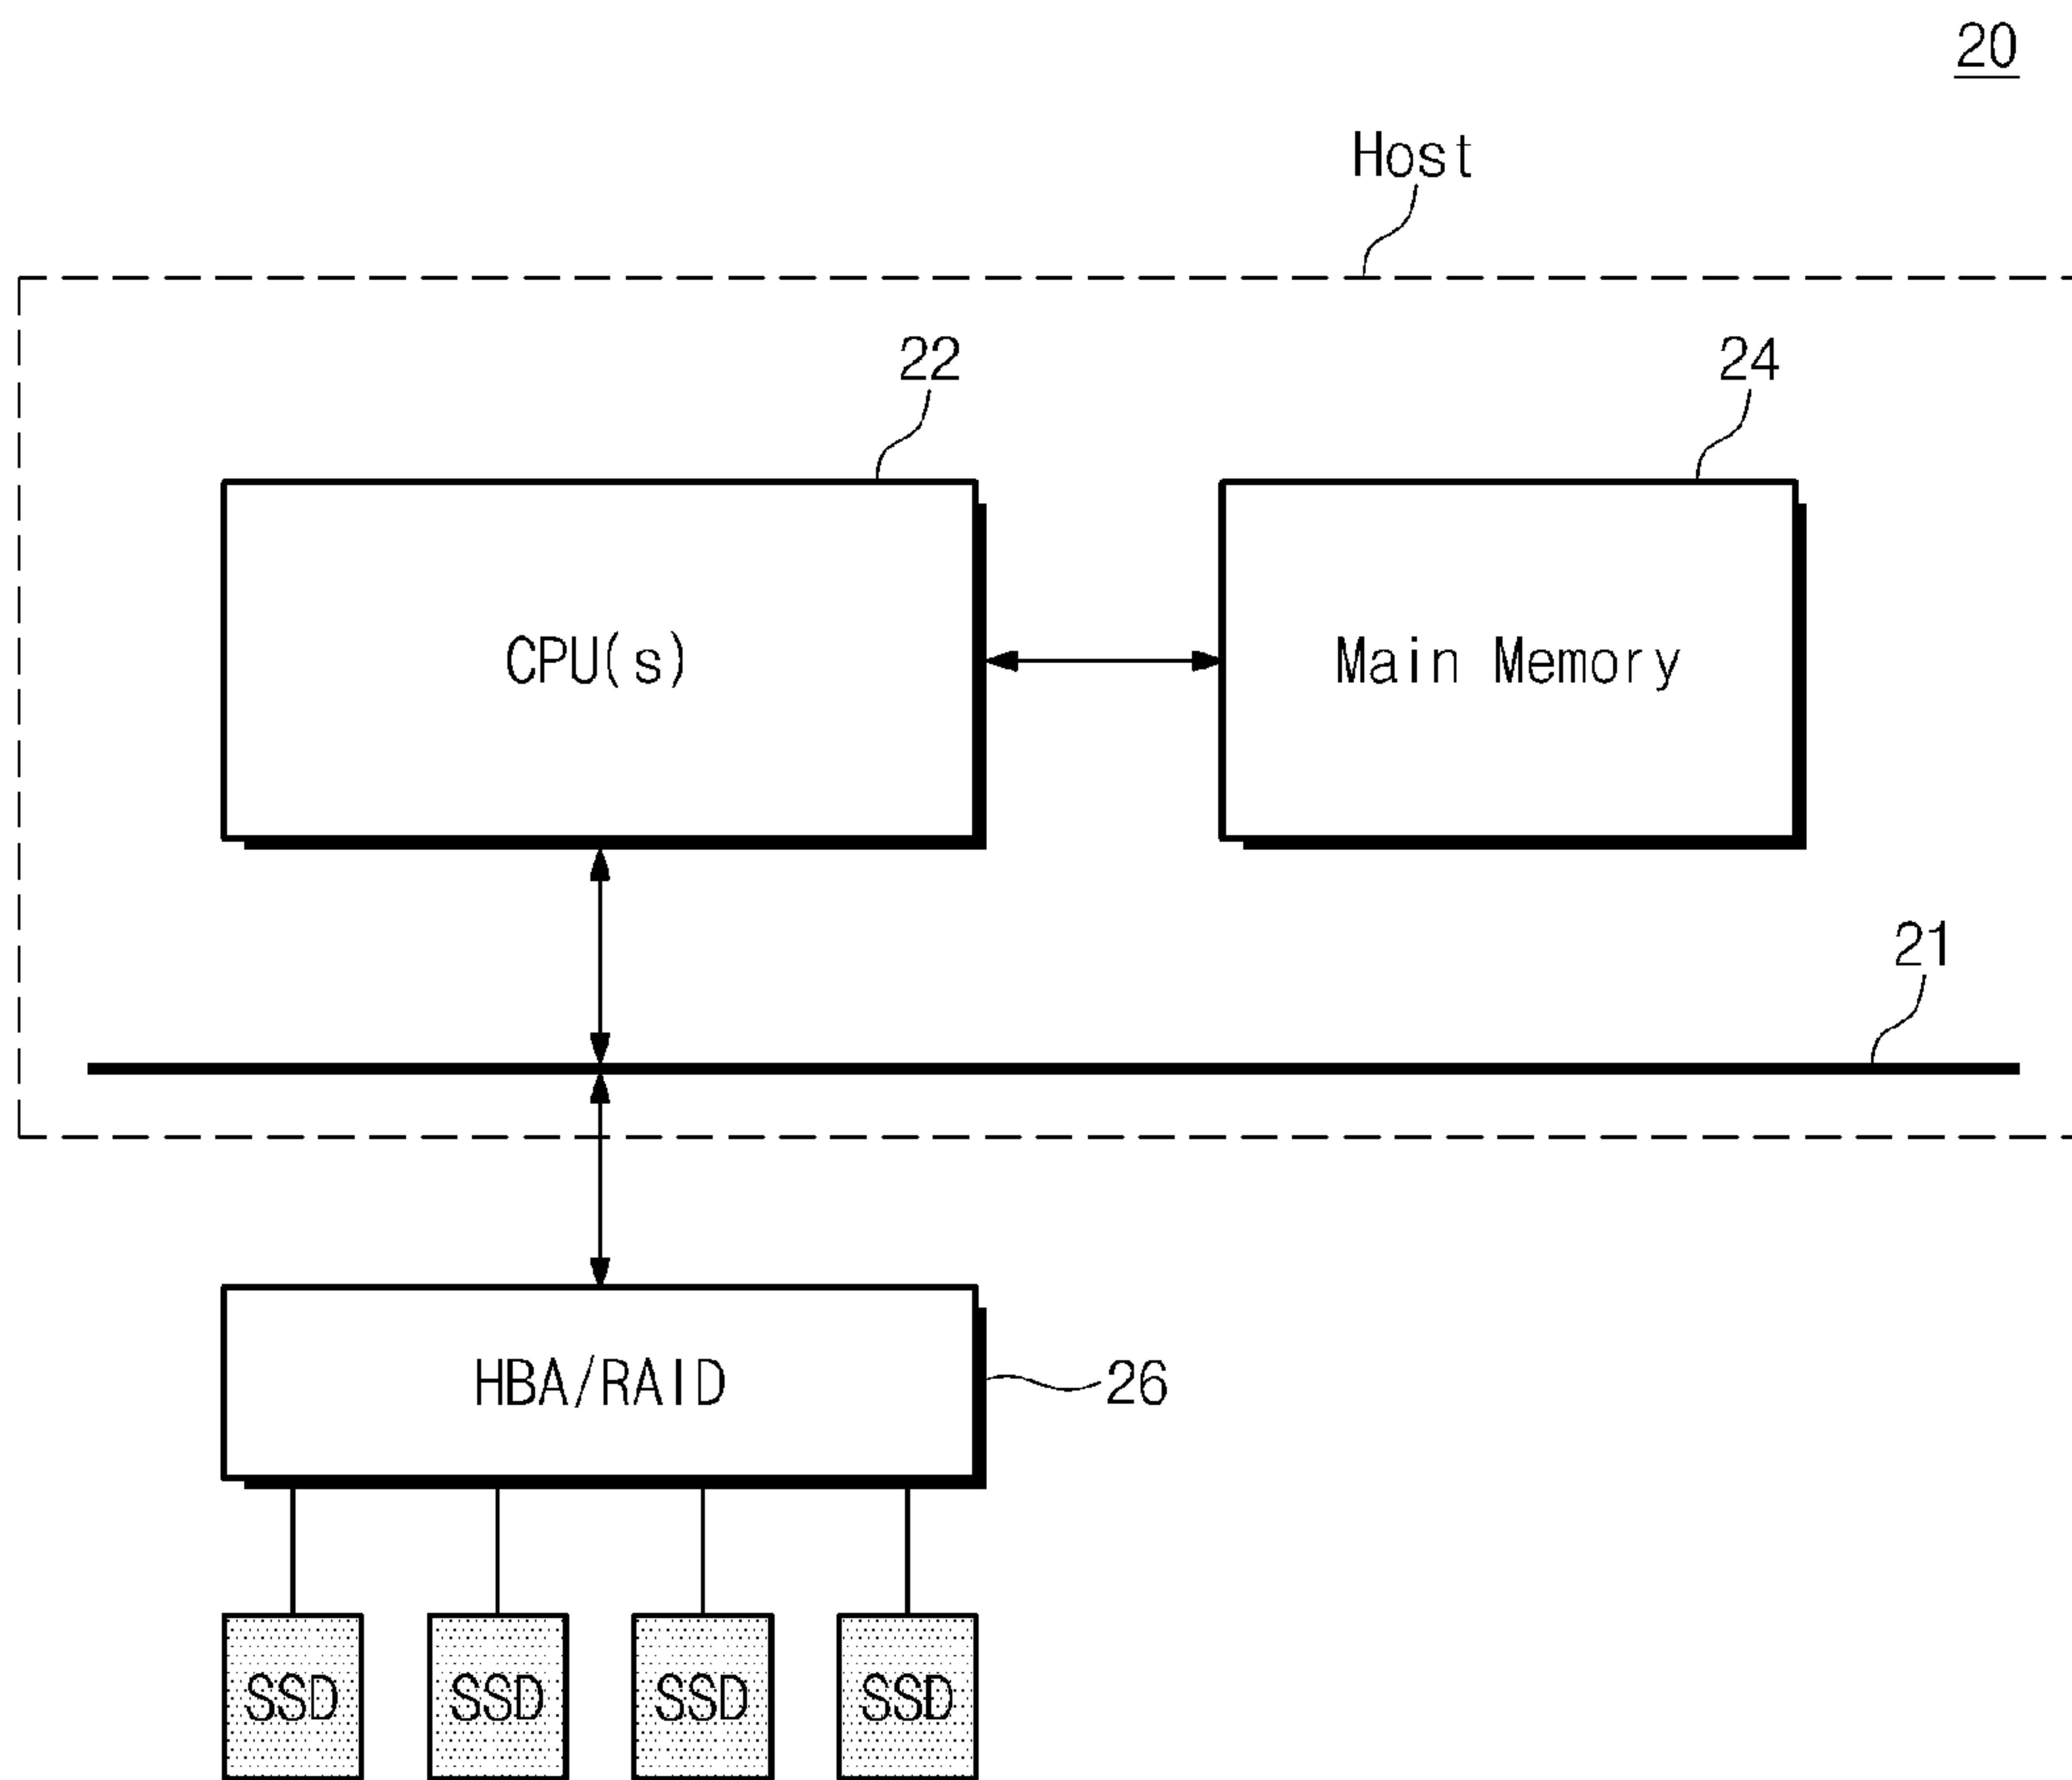 20
Host
22
24
CPU(s)
Main Memory
21
HBA/RAID
26
SSD
SSD
SSD
SSD